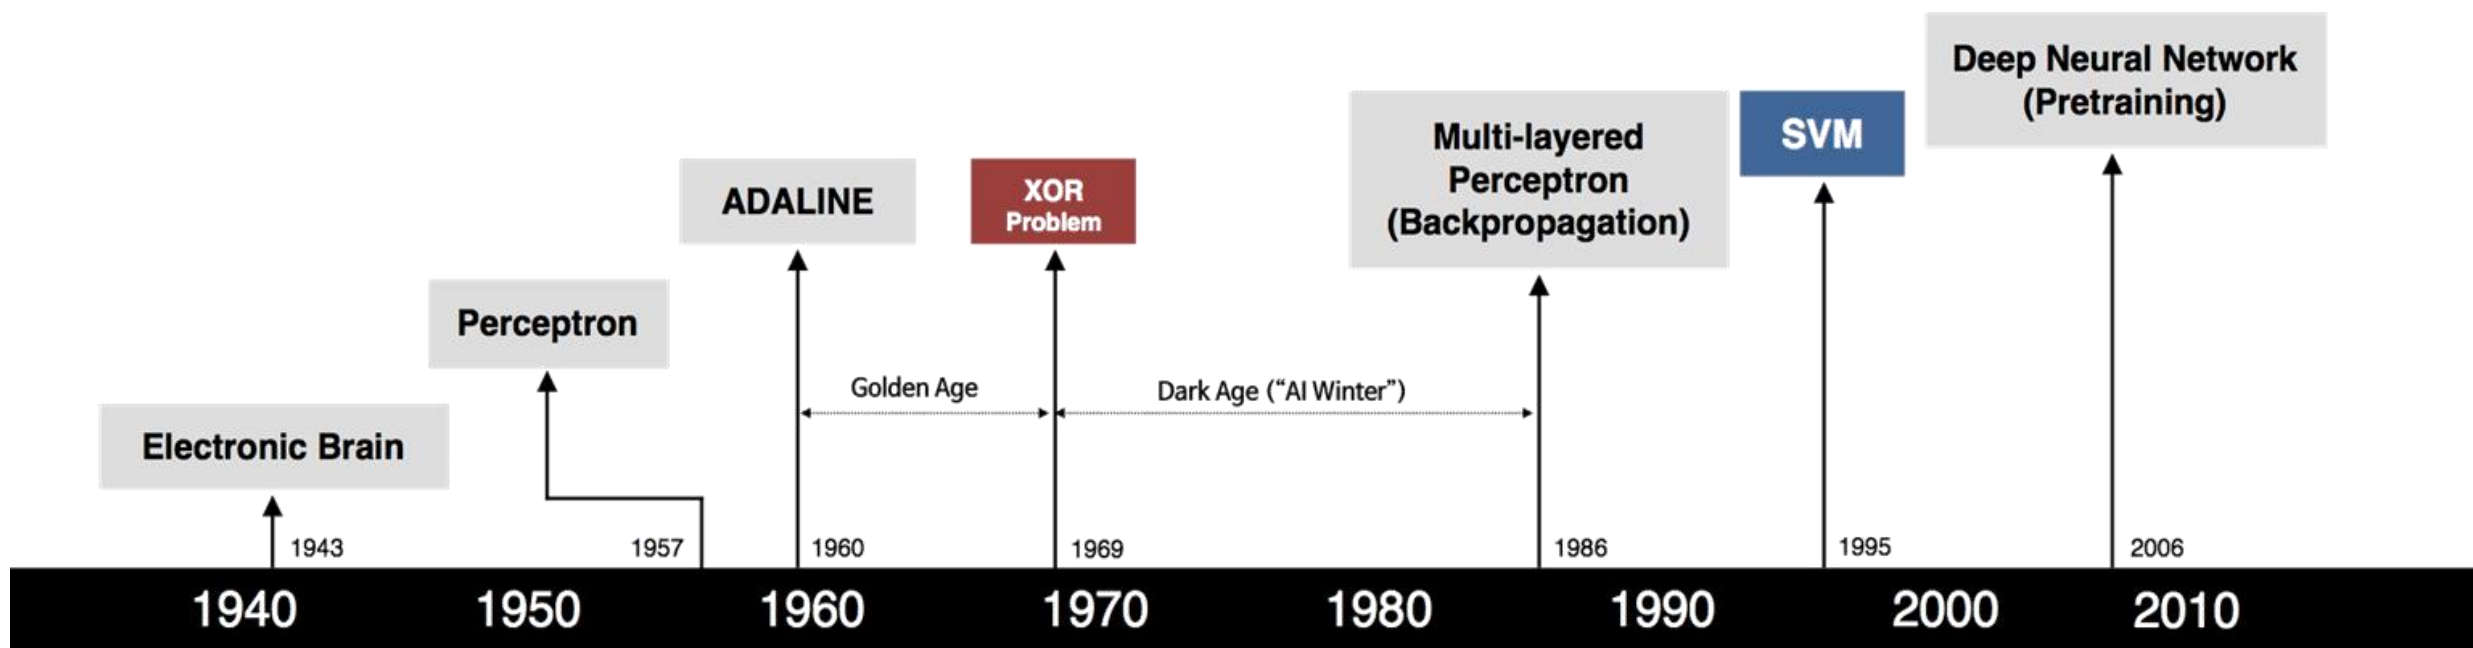 Deep Neural Network
(Pretraining)
Multi-layered
Perceptron
(Backpropagation)
SVM
ADALINE
XOR
Problem
Perceptron
Golden Age
Dark Age (“AI Winter”)
Electronic Brain
1943
1957
1960
1969
1986
1995
2006
1940
1950
1960
1970
1980
1990
2000
2010